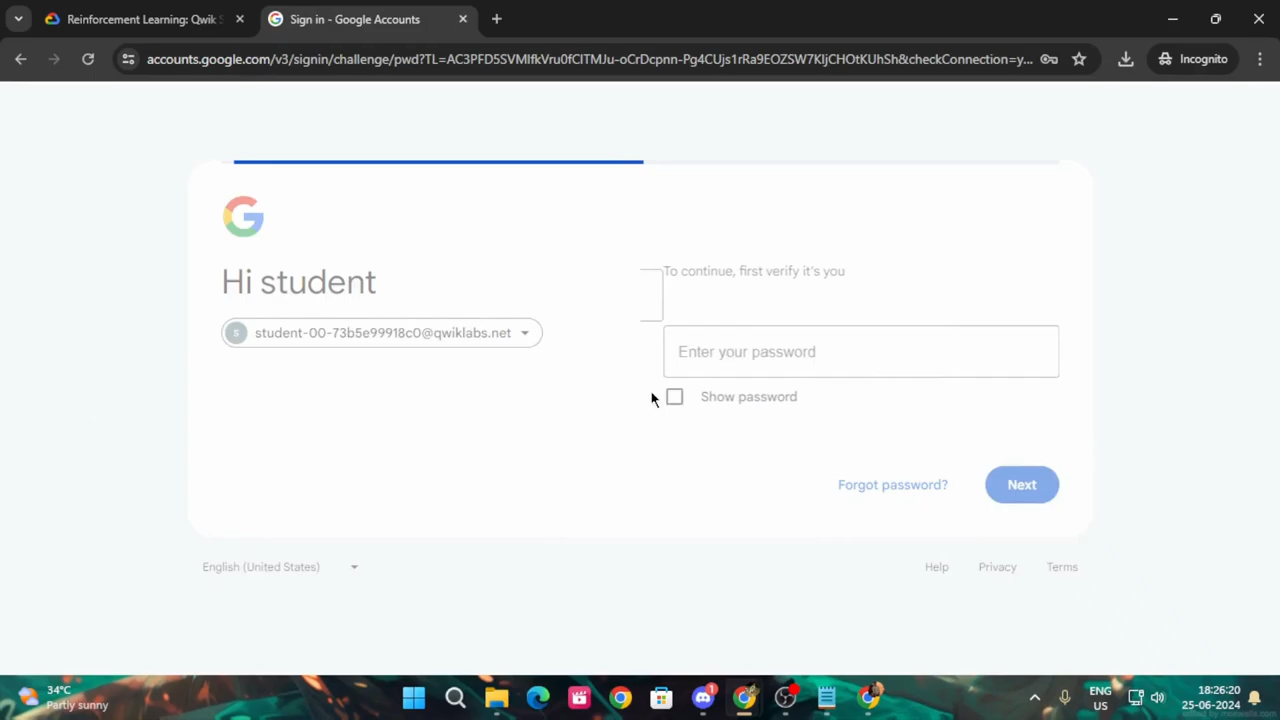 Reinforcement Learning: Qwik S
Sign in - Google Accounts
accounts.google.com/v3/signin/challenge/pwd?TL=AC3PFD5SVMlfkVru0fCITMJu-oCrDcpnn-Pg4CUjs1rRa9EOZSW7KIjCHOtKUhSh&checkConnection=y...
Incognito
Hi student
s
student-00-73b5e99918c0@qwiklabs.net
To continue, first verify it's you
Enter your password
Show password
Forgot password?
Next
English (United States)
Help
Privacy
Terms
34°C
Partly sunny
1
ENG
US
18:26:20
25-06-2024